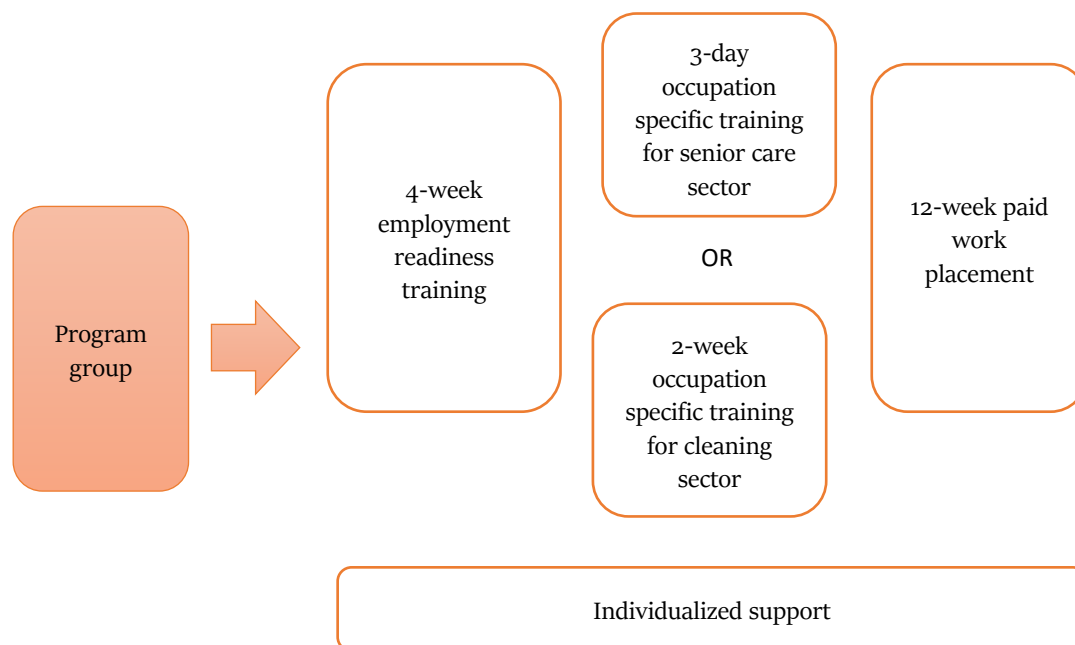 Program
group
4-week
employment
readiness
training
3-day
occupation
specific training
for senior care
sector
OR
2-week
occupation
specific training
for cleaning
sector
12-week paid
work
placement
Individualized support